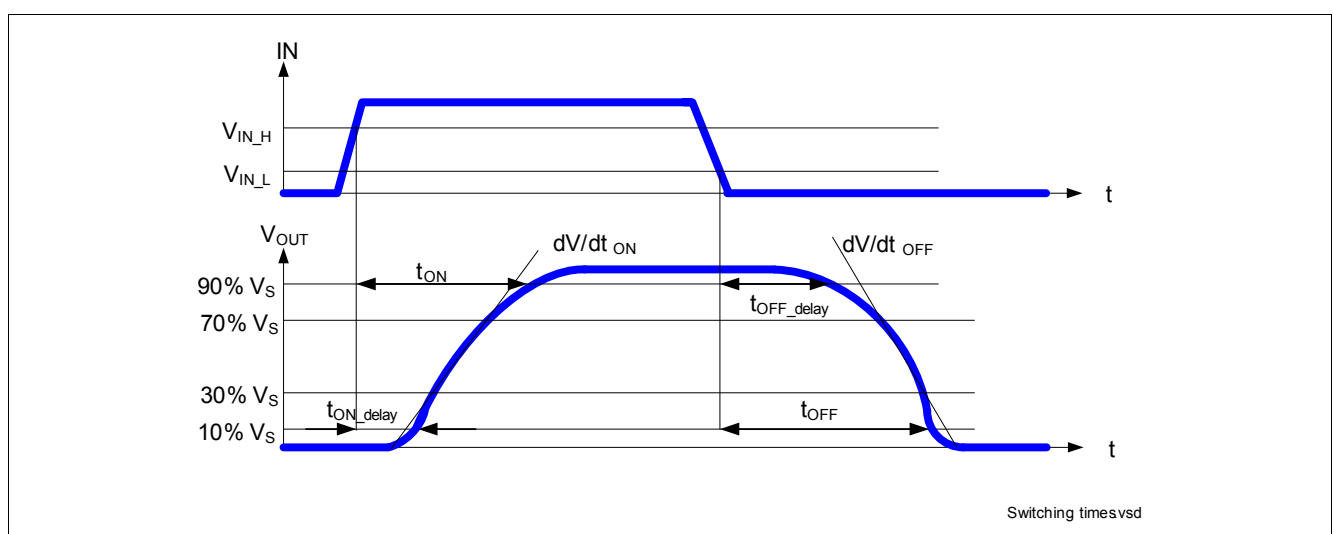 IN
V_IN_H
V_IN_L
t
V_OUT
dV/dt ON
dV/dt OFF
t_ON
90% V_S
t_OFF_delay
70% V_S
30% V_S
t_ON_delay
t_OFF
10% V_S
t
Switching times.vsd